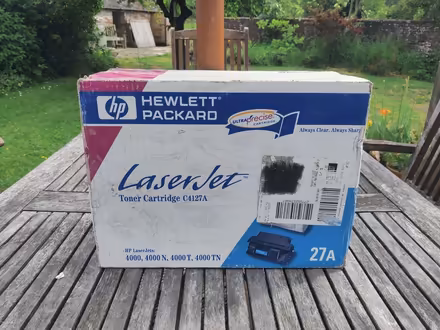 hp
HEWLETT®
PACKARD
ULTRAPRECISE
CARTRIDGE
Always Clear. Always Sharp
LaserJet
Toner Cartridge C4127A
HP LaserJets:
4000, 4000 N, 4000 T, 4000 TN
27A